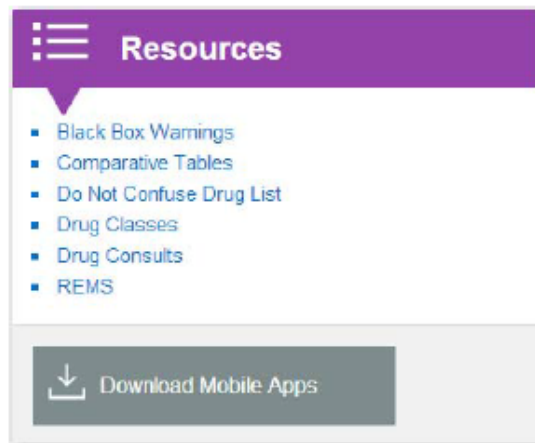 Resources
Black Box Warnings
Comparative Tables
Do Not Confuse Drug List
Drug Classes
Drug Consults
REMS
Download Mobile Apps